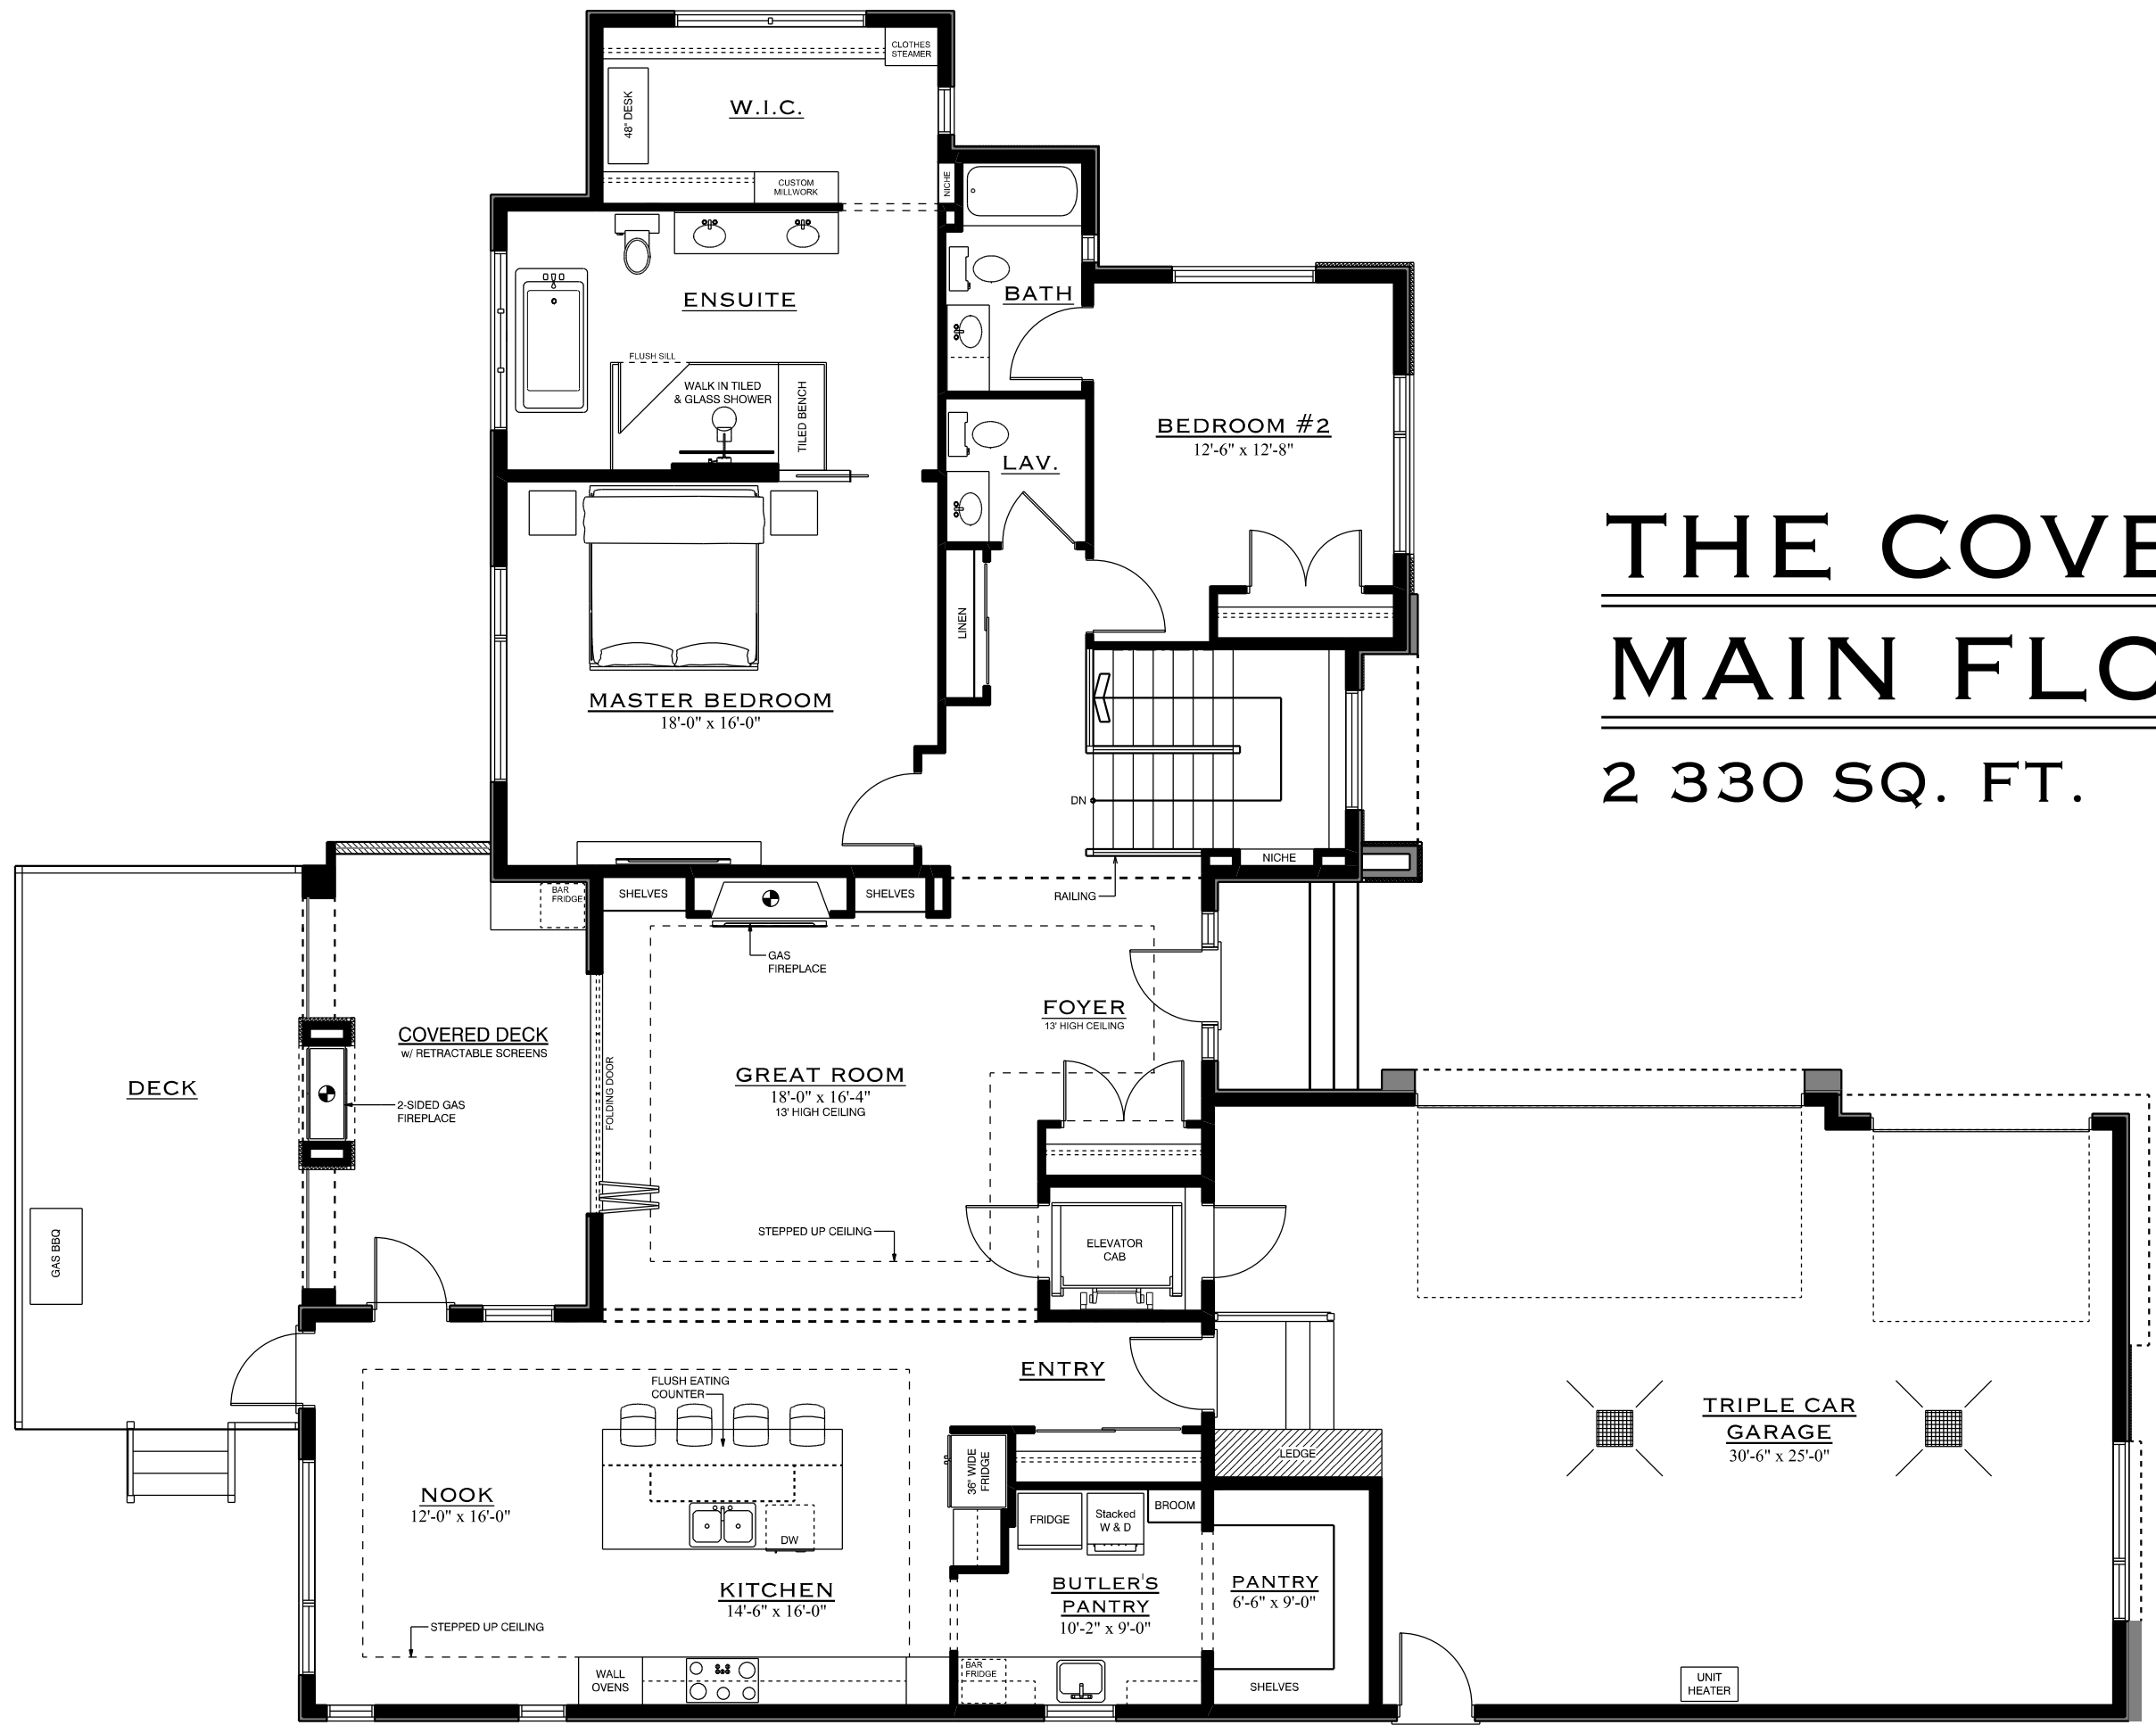 CLOTHES
STEAMER
W.I.C.
48" DESK
CUSTOM
MILLWORK
NICHE
ENSUITE
BATH
FLUSH SILL
WALK IN TILED
& GLASS SHOWER
TILED BENCH
BEDROOM #2
12'-6" x 12'-8"
LAV.
THE COVE
MAIN FLO
2 330 SQ. FT.
LINEN
MASTER BEDROOM
18'-0" x 16'-0"
DN
NICHE
RAILING
BAR
FRIDGE
SHELVES
SHELVES
GAS
FIREPLACE
FOYER
13' HIGH CEILING
COVERED DECK
w/ RETRACTABLE SCREENS
FOLDING DOOR
DECK
2-SIDED GAS
FIREPLACE
GREAT ROOM
18'-0" x 16'-4"
13' HIGH CEILING
GAS BBQ
STEPPED UP CEILING
ELEVATOR
CAB
ENTRY
FLUSH EATING
COUNTER
TRIPLE CAR
GARAGE
30'-6" x 25'-0"
LEDGE
36" WIDE
FRIDGE
NOOK
12'-0" x 16'-0"
DW
FRIDGE
Stacked
W & D
BROOM
KITCHEN
14'-6" x 16'-0"
BUTLER'S
PANTRY
10'-2" x 9'-0"
PANTRY
6'-6" x 9'-0"
STEPPED UP CEILING
WALL
OVENS
BAR
FRIDGE
SHELVES
UNIT
HEATER